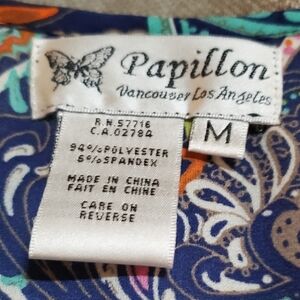 Papillon
Vancouver Los Angeles
M
R.N. 57716
C.A. 02784
94% POLYESTER
6% SPANDEX
MADE IN CHINA
FAIT EN CHINE
CARE ON
REVERSE